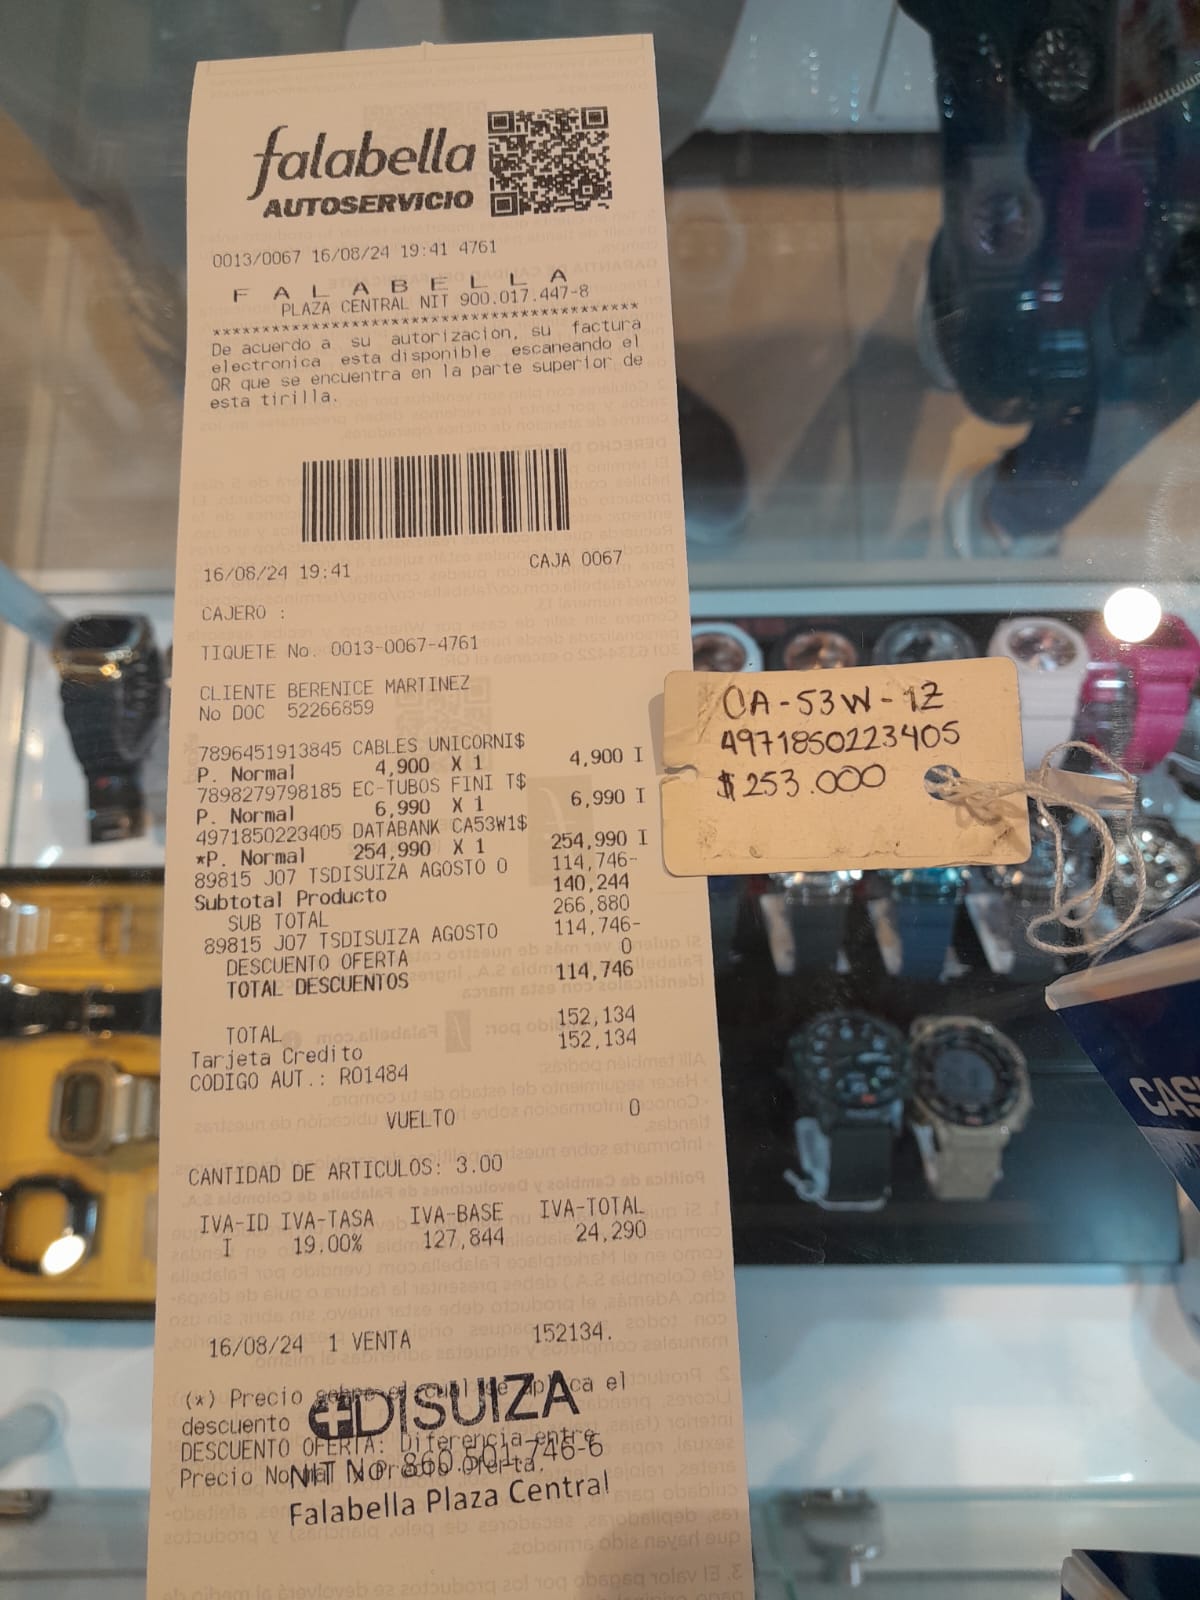 falabella
AUTOSERVICIO
0013/0067 16/08/24 19:41 4761
F A L A B E L L A
PLAZA CENTRAL NIT 900.017.447-8
****************************************
De acuerdo a su autorizacion, su factura
electronica esta disponible escaneando el
QR que se encuentra en la parte superior de
esta tirilla.
16/08/24 19:41 CAJA 0067
CAJERO :
TIQUETE No. 0013-0067-4761
CLIENTE BERENICE MARTINEZ
No DOC 52266859
7896451913845 CABLES UNICORNI$
P. Normal 4,900 X 1 4,900 I
7898279798185 EC-TUBOS FINI T$
P. Normal 6,990 X 1 6,990 I
4971850223405 DATABANK CA53W1$
*P. Normal 254,990 X 1 254,990 I
89815 J07 TSDISUIZA AGOSTO 0 114,746-
Subtotal Producto 140,244
SUB TOTAL 266,880
89815 J07 TSDISUIZA AGOSTO 114,746-
DESCUENTO OFERTA 0
TOTAL DESCUENTOS 114,746
TOTAL 152,134
Tarjeta Credito 152,134
CODIGO AUT.: R01484
VUELTO 0
CANTIDAD DE ARTICULOS: 3.00
IVA-ID IVA-TASA IVA-BASE IVA-TOTAL
I 19.00% 127,844 24,290
16/08/24 1 VENTA 152134.
(*) Precio sobre el cual se aplica el
descuento
DISUIZA
DESCUENTO OFERTA: Diferencia entre
Precio Normal y Precio Oferta.
NIT No 860.501.746-6
Falabella Plaza Central
CA-53W-1Z
4971850223405
$253.000